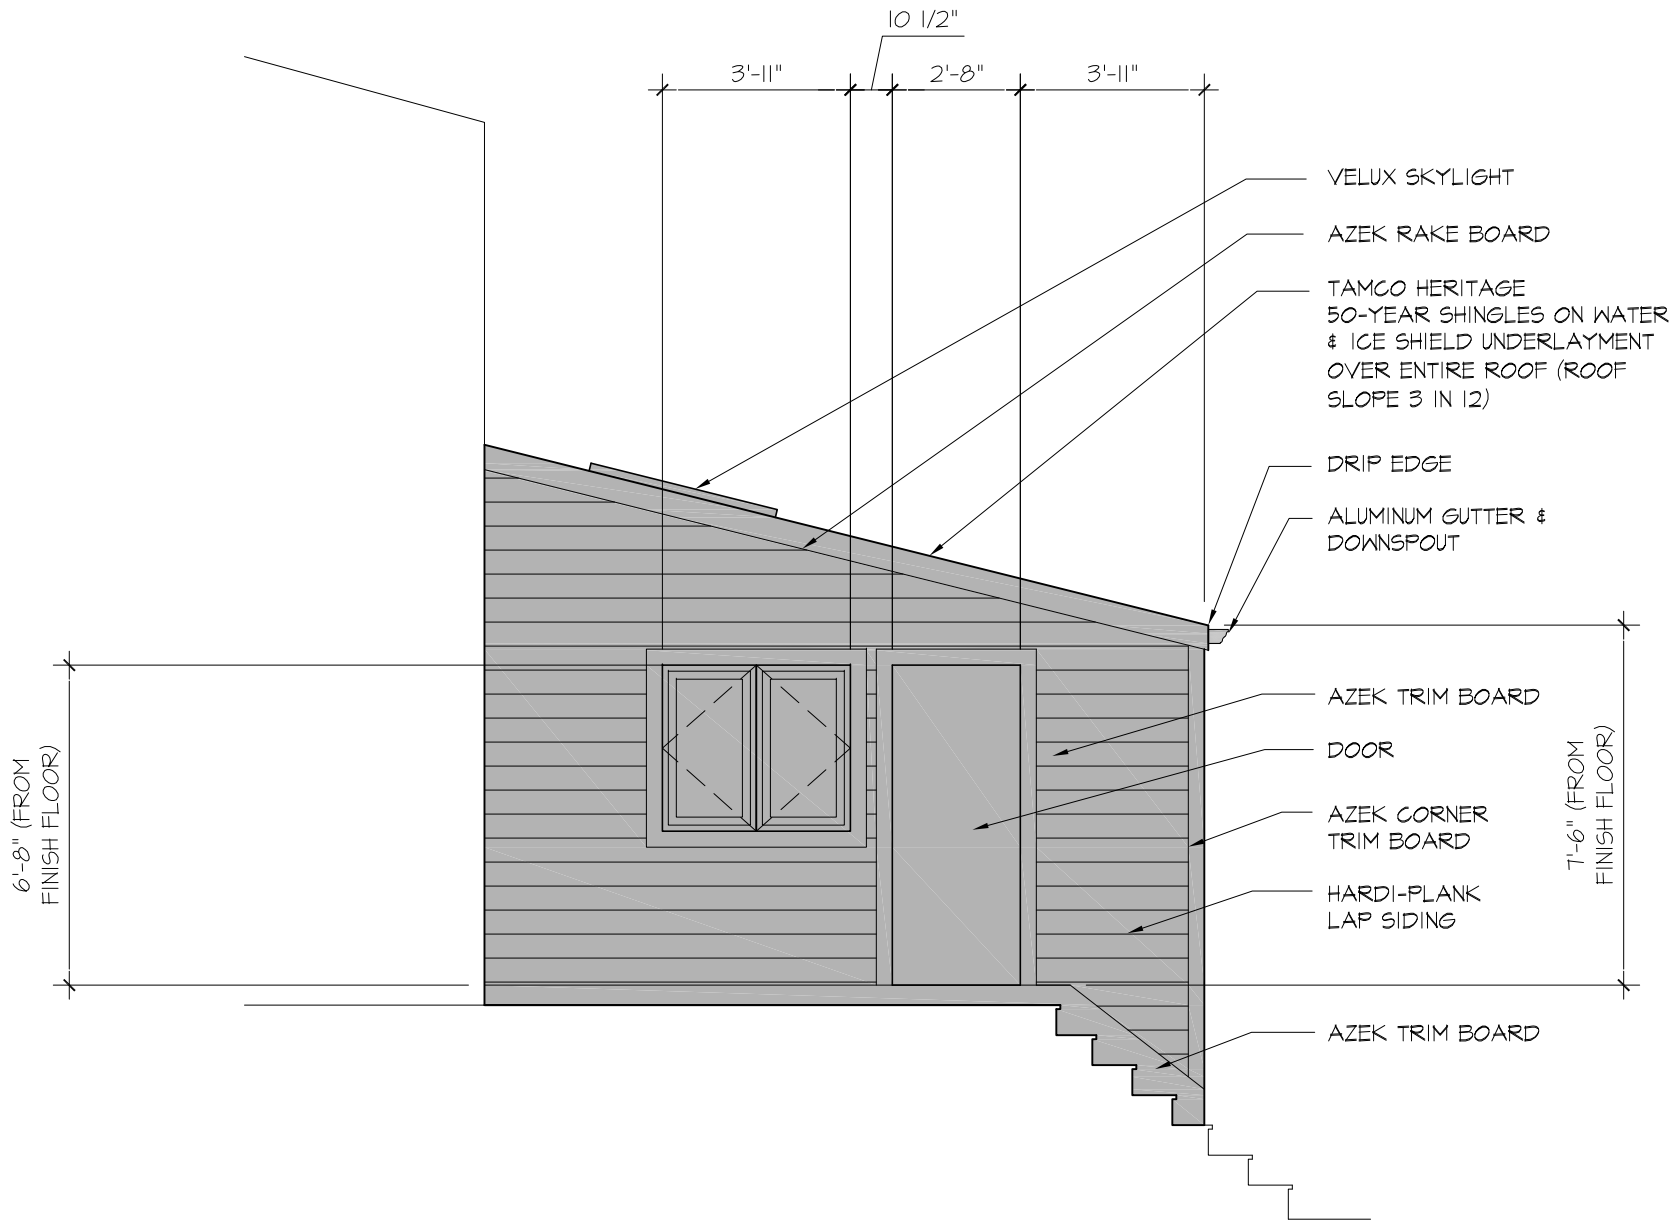 10 1/2"
3'-11"
2'-8"
3'-11"
VELUX SKYLIGHT
AZEK RAKE BOARD
TAMCO HERITAGE
50-YEAR SHINGLES ON WATER
& ICE SHIELD UNDERLAYMENT
OVER ENTIRE ROOF (ROOF
SLOPE 3 IN 12)
DRIP EDGE
ALUMINUM GUTTER &
DOWNSPOUT
AZEK TRIM BOARD
DOOR
AZEK CORNER
TRIM BOARD
HARDI-PLANK
LAP SIDING
AZEK TRIM BOARD
6'-8" (FROM
FINISH FLOOR)
7'-6" (FROM
FINISH FLOOR)